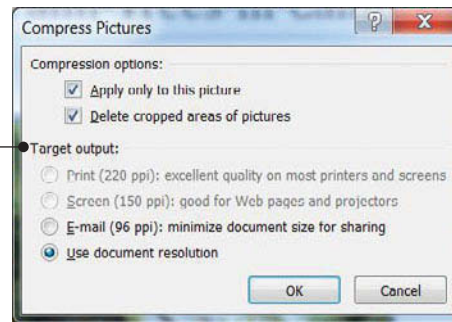 Compress Pictures
Compression options:
Apply only to this picture
Delete cropped areas of pictures
Target output:
Print (220 ppi): excellent quality on most printers and screens
Screen (150 ppi): good for Web pages and projectors
E-mail (96 ppi): minimize document size for sharing
Use document resolution
OK Cancel